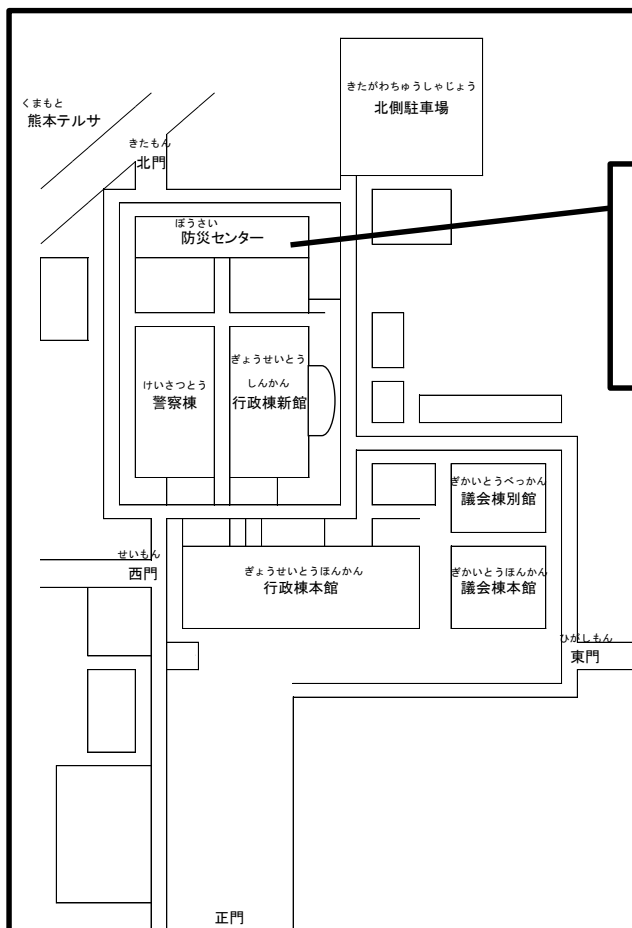 きたがわちゅうしゃじょう
北側駐車場
くまもと
熊本テルサ
きたもん
北門
ぼうさい
防災センター
けいさつとう
警察棟
ぎょうせいとう
しんかん
行政棟新館
ぎかいとうべっかん
議会棟別館
せいもん
西門
ぎょうせいとうほんかん
行政棟本館
ぎかいとうほんかん
議会棟本館
ひがしもん
東門
正門